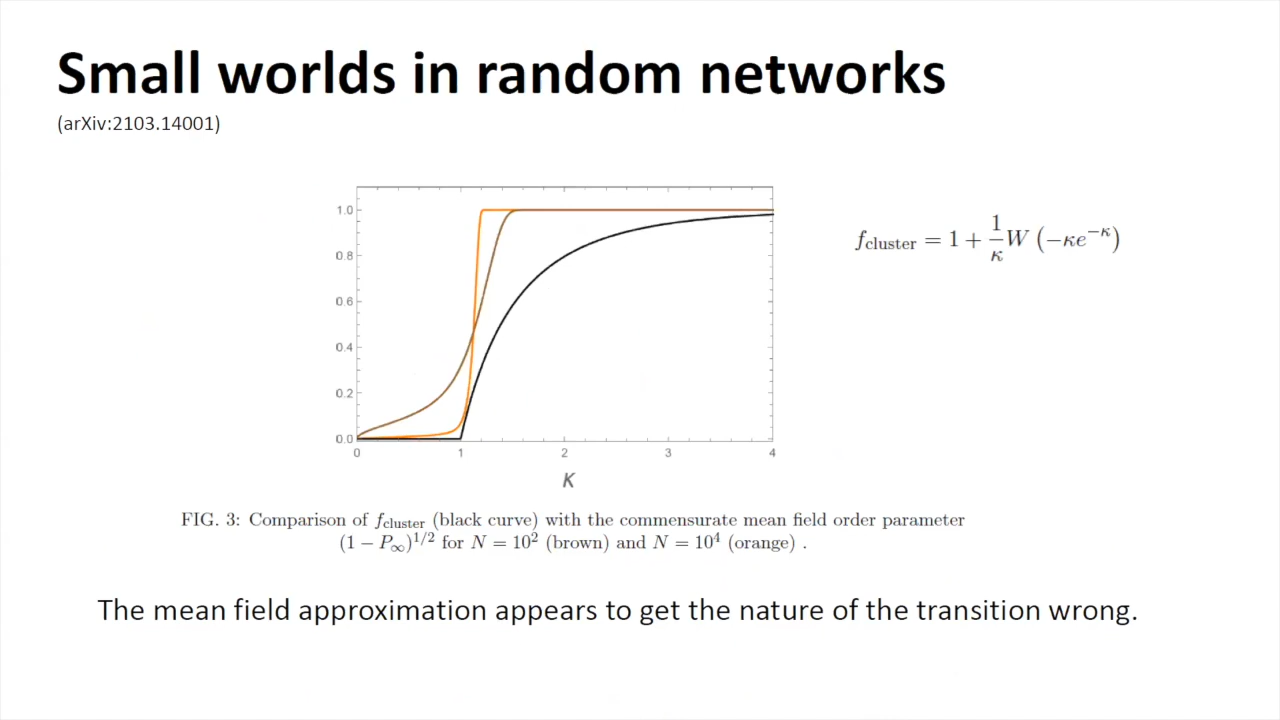 Small worlds in random networks
(arXiv:2103.14001)
1.0
0.8
0.6
0.4
0.2
0.0
0 1 2 3 4
K
f_cluster = 1 + \frac{1}{κ} W (−κe^{−κ})
FIG. 3: Comparison of f_cluster (black curve) with the commensurate mean field order parameter
(1 − P_∞)^{1/2} for N = 10^2 (brown) and N = 10^4 (orange) .
The mean field approximation appears to get the nature of the transition wrong.